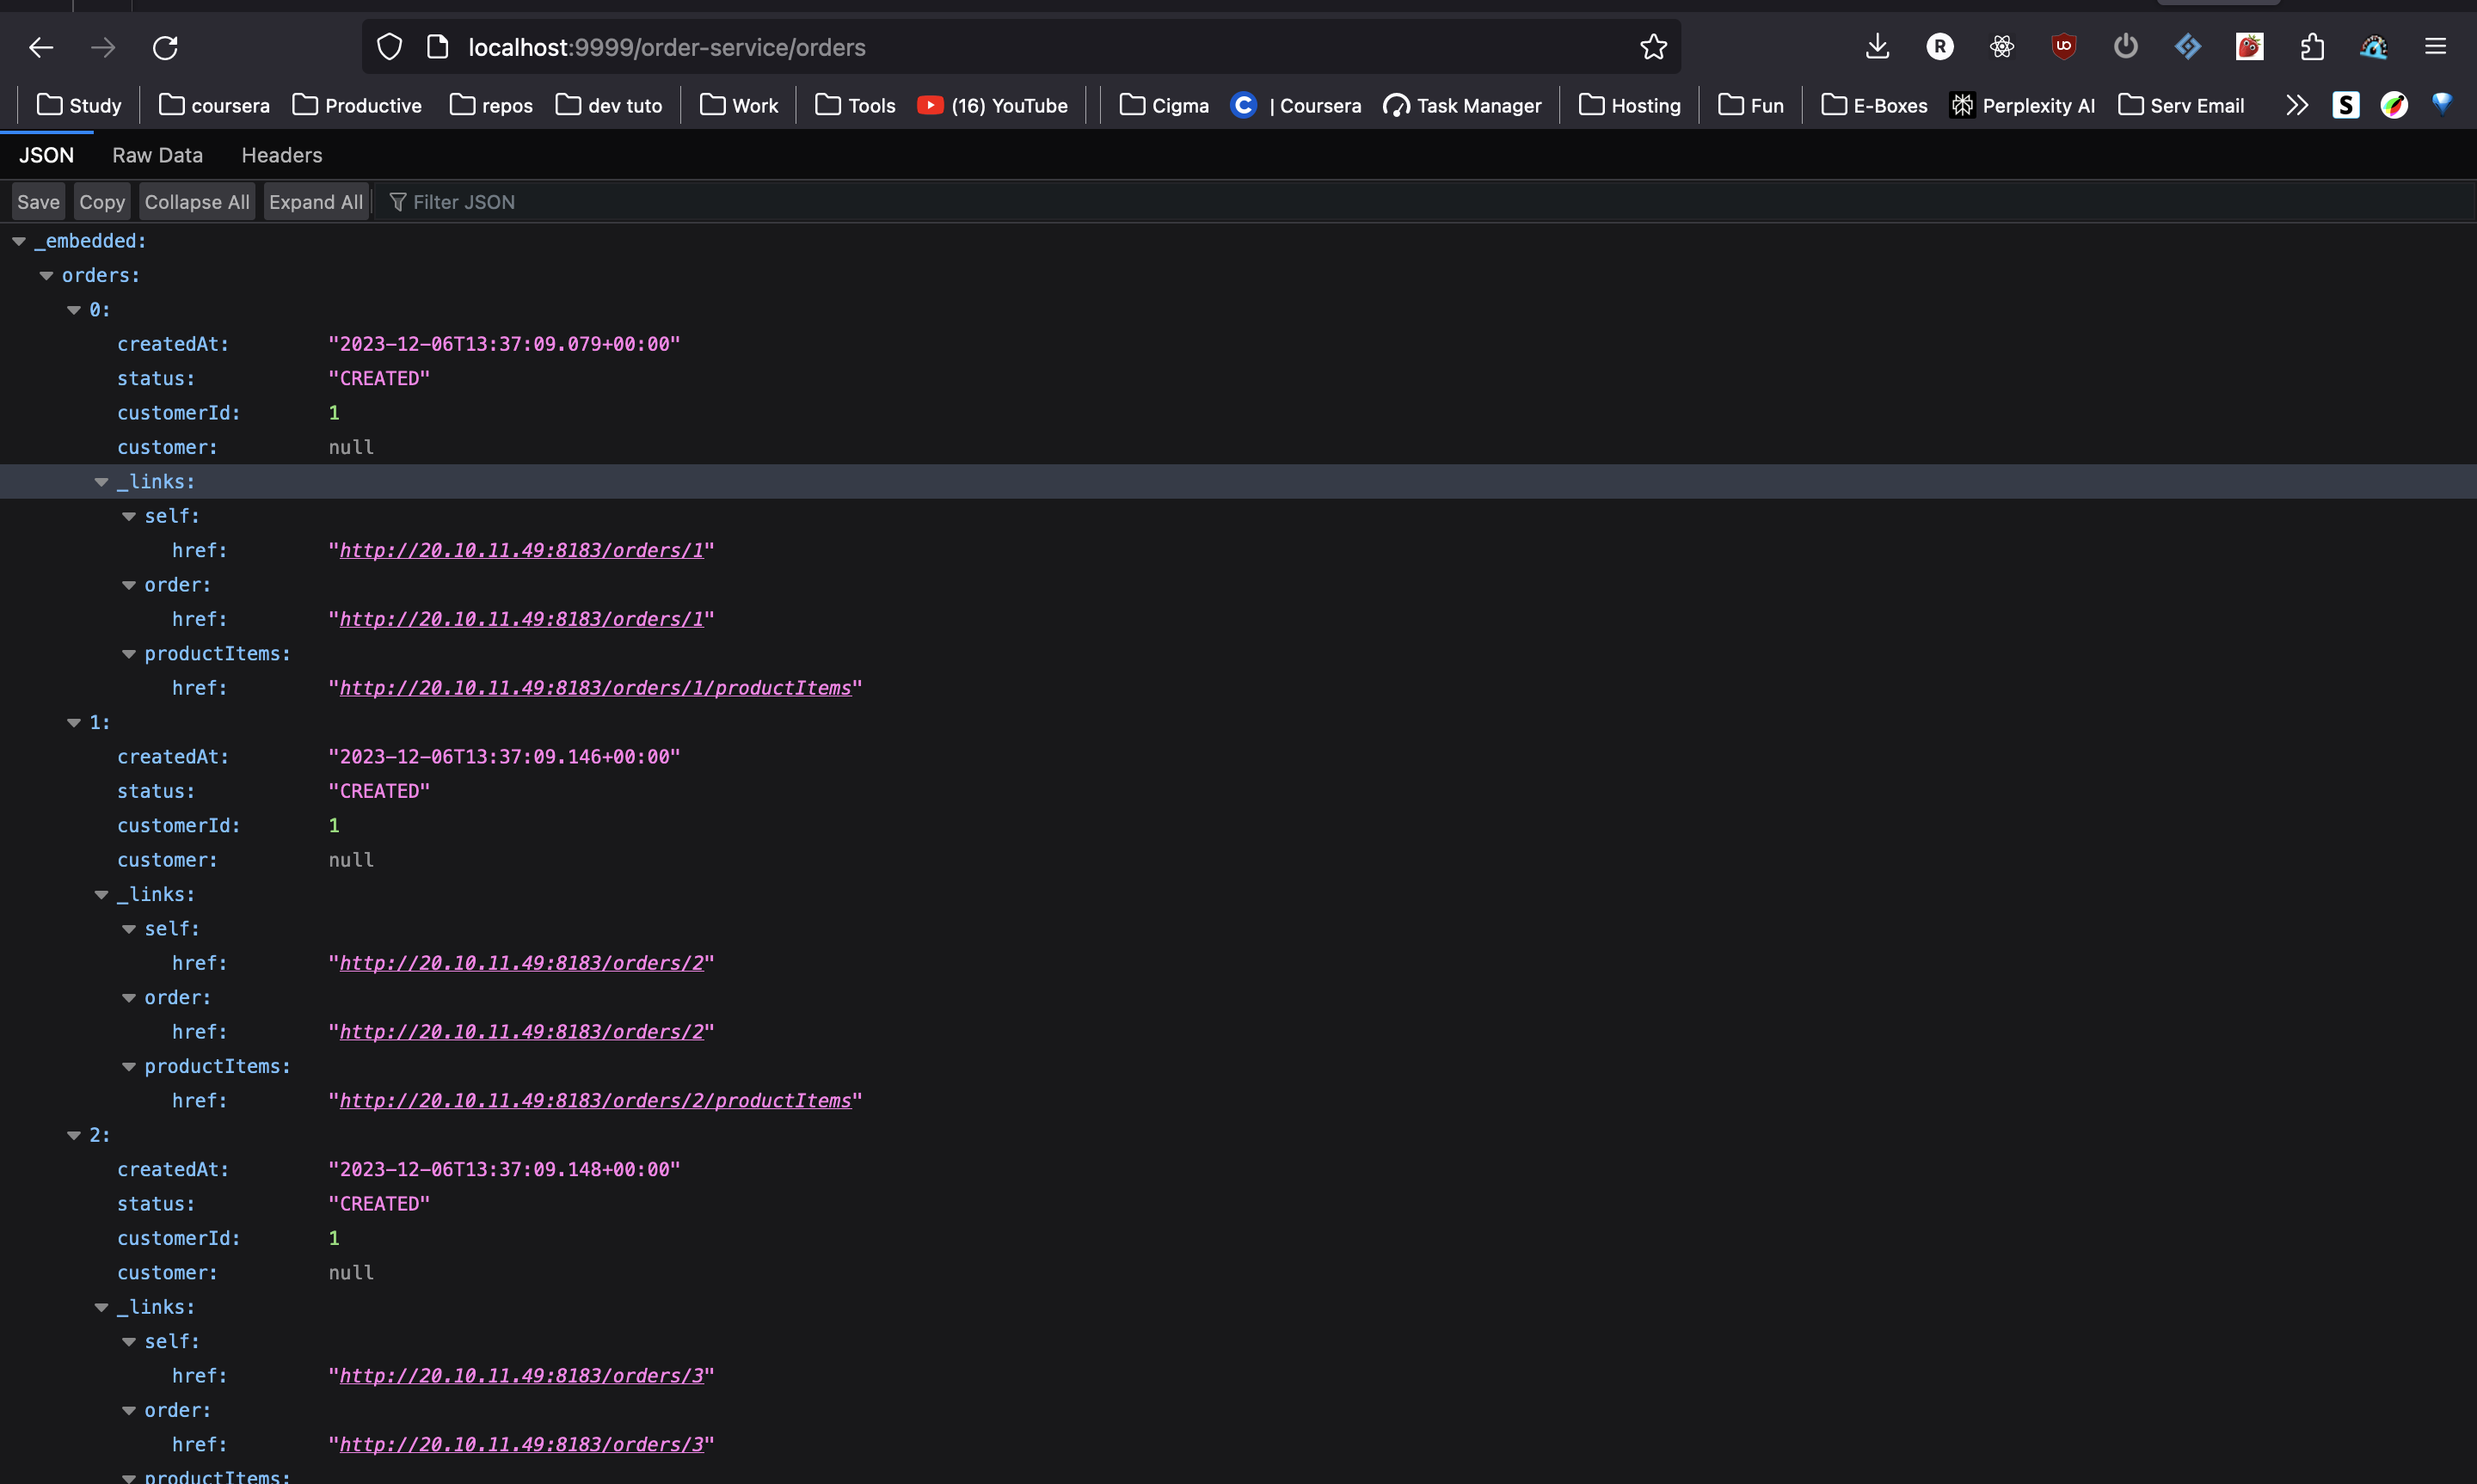 localhost:9999/order-service/orders
R
UO
Study coursera Productive repos dev tuto Work Tools (16) YouTube Cigma C | Coursera Task Manager Hosting Fun E-Boxes Perplexity AI Serv Email S
JSON Raw Data Headers
Save Copy Collapse All Expand All Filter JSON
_embedded:
orders:
0:
createdAt: "2023-12-06T13:37:09.079+00:00"
status: "CREATED"
customerId: 1
customer: null
_links:
self:
href: "http://20.10.11.49:8183/orders/1"
order:
href: "http://20.10.11.49:8183/orders/1"
productItems:
href: "http://20.10.11.49:8183/orders/1/productItems"
1:
createdAt: "2023-12-06T13:37:09.146+00:00"
status: "CREATED"
customerId: 1
customer: null
_links:
self:
href: "http://20.10.11.49:8183/orders/2"
order:
href: "http://20.10.11.49:8183/orders/2"
productItems:
href: "http://20.10.11.49:8183/orders/2/productItems"
2:
createdAt: "2023-12-06T13:37:09.148+00:00"
status: "CREATED"
customerId: 1
customer: null
_links:
self:
href: "http://20.10.11.49:8183/orders/3"
order:
href: "http://20.10.11.49:8183/orders/3"
productItems: